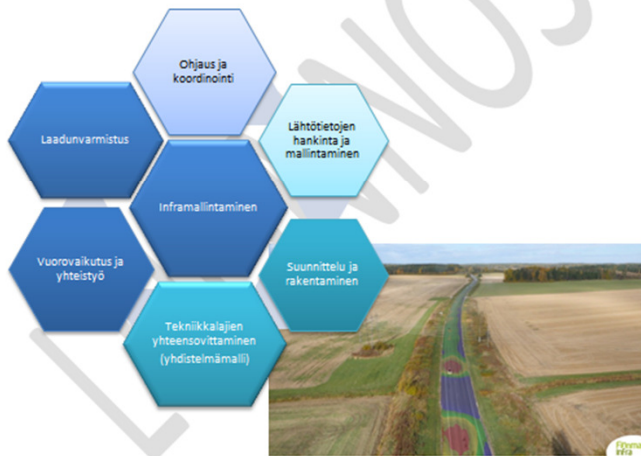 Ohjaus ja
koordinointi
Laadunvarmistus
Lähtötietojen
hankinta ja
mallintaminen
Inframallintaminen
Vuorovaikutus ja
yhteistyö
Suunnittelu ja
rakentaminen
Tekniikkalajien
yhteensovittaminen
(yhdistelmämalli)